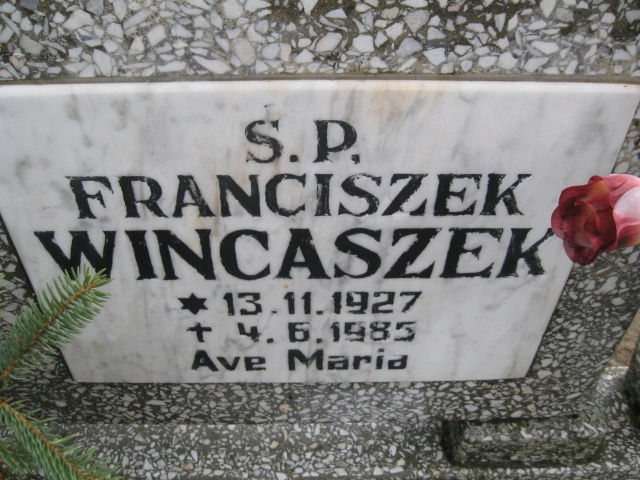 Ś.P.
FRANCISZEK
WINCASZEK
★ 13.11.1927
✝ 4.6.1985
Ave Maria